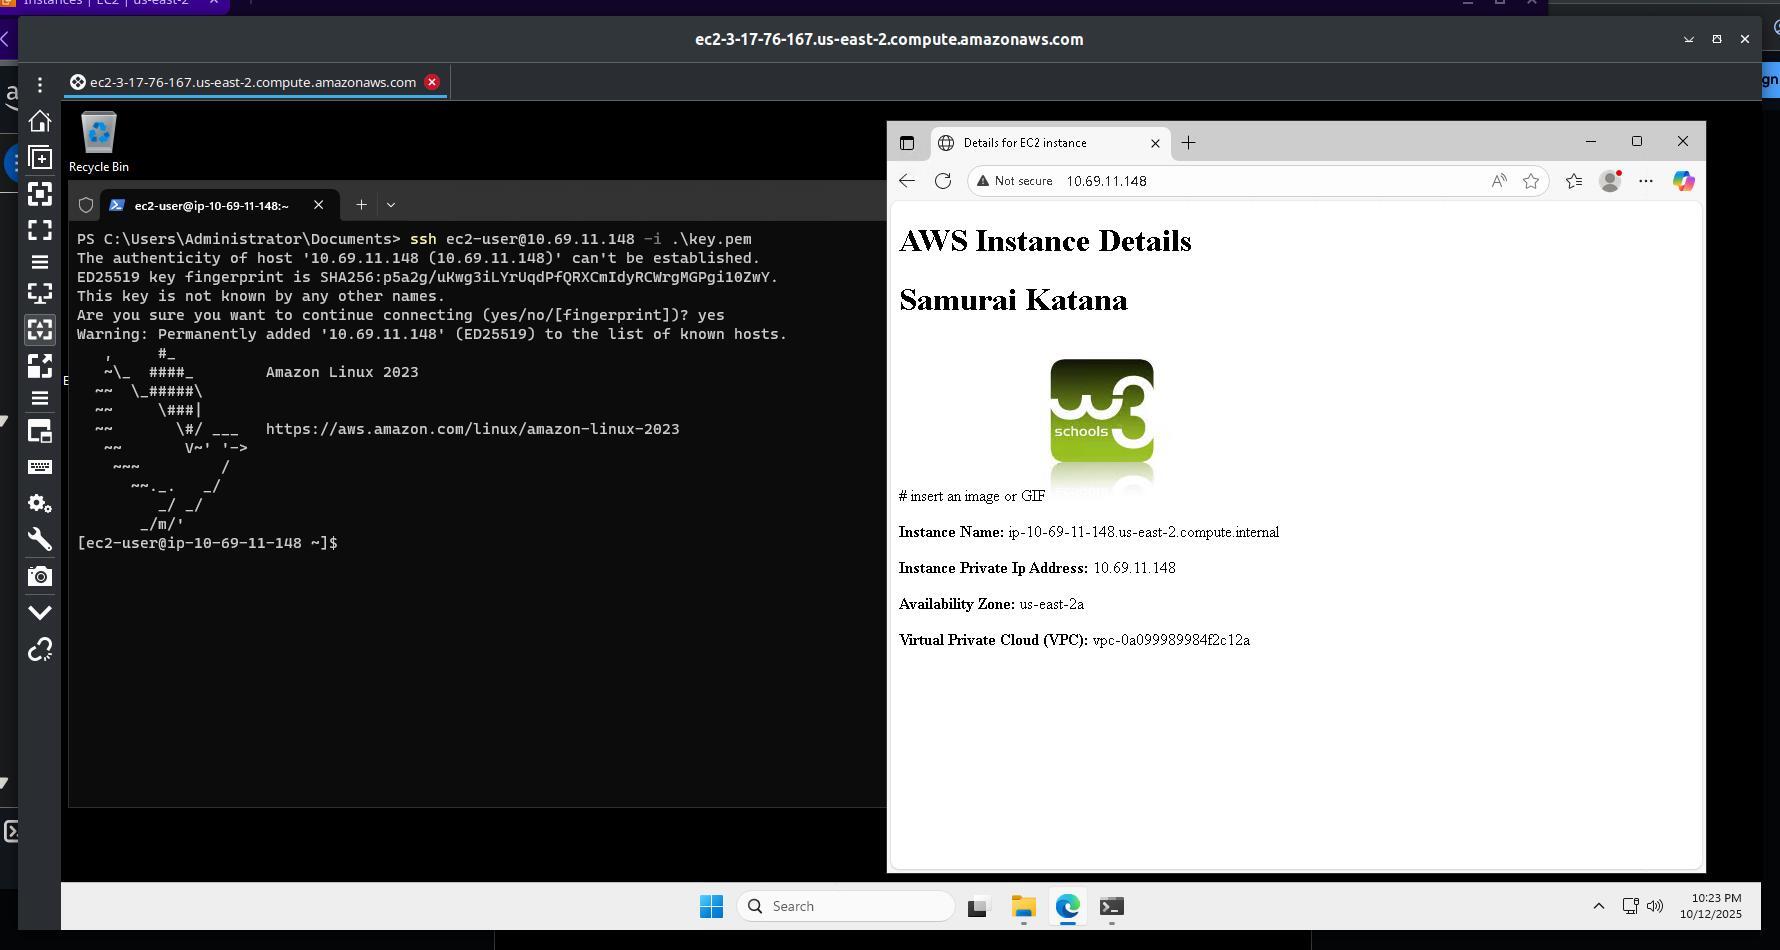 Instances | EC2 | us-east-2
ec2-3-17-76-167.us-east-2.compute.amazonaws.com
ec2-3-17-76-167.us-east-2.compute.amazonaws.com
Recycle Bin
ec2-user@ip-10-69-11-148:~
PS C:\Users\Administrator\Documents> ssh ec2-user@10.69.11.148 -i .\key.pem
The authenticity of host '10.69.11.148 (10.69.11.148)' can't be established.
ED25519 key fingerprint is SHA256:p5a2g/uKwg3iLYrUqdPfQRXCmIdyRCWrgMGPgi10ZwY.
This key is not known by any other names.
Are you sure you want to continue connecting (yes/no/[fingerprint])? yes
Warning: Permanently added '10.69.11.148' (ED25519) to the list of known hosts.
   ,     #_
   ~\_  ####_        Amazon Linux 2023
  ~~  \_#####\
  ~~     \###|
  ~~       \#/ ___   https://aws.amazon.com/linux/amazon-linux-2023
   ~~       V~' '->
    ~~~         /
      ~~._.   _/
         _/ _/
       _/m/'
[ec2-user@ip-10-69-11-148 ~]$
Details for EC2 instance
Not secure 10.69.11.148
AWS Instance Details
Samurai Katana
w3
schools
# insert an image or GIF
Instance Name: ip-10-69-11-148.us-east-2.compute.internal
Instance Private Ip Address: 10.69.11.148
Availability Zone: us-east-2a
Virtual Private Cloud (VPC): vpc-0a099989984f2c12a
Search
10:23 PM
10/12/2025